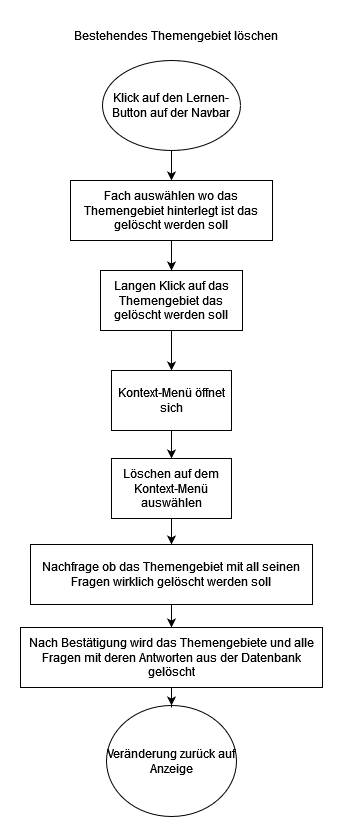 Bestehendes Themengebiet löschen
Klick auf den Lernen-
Button auf der Navbar
Fach auswählen wo das
Themengebiet hinterlegt ist das
gelöscht werden soll
Langen Klick auf das
Themengebiet das
gelöscht werden soll
Kontext-Menü öffnet
sich
Löschen auf dem
Kontext-Menü
auswählen
Nachfrage ob das Themengebiet mit all seinen
Fragen wirklich gelöscht werden soll
Nach Bestätigung wird das Themengebiete und alle
Fragen mit deren Antworten aus der Datenbank
gelöscht
Veränderung zurück auf
Anzeige